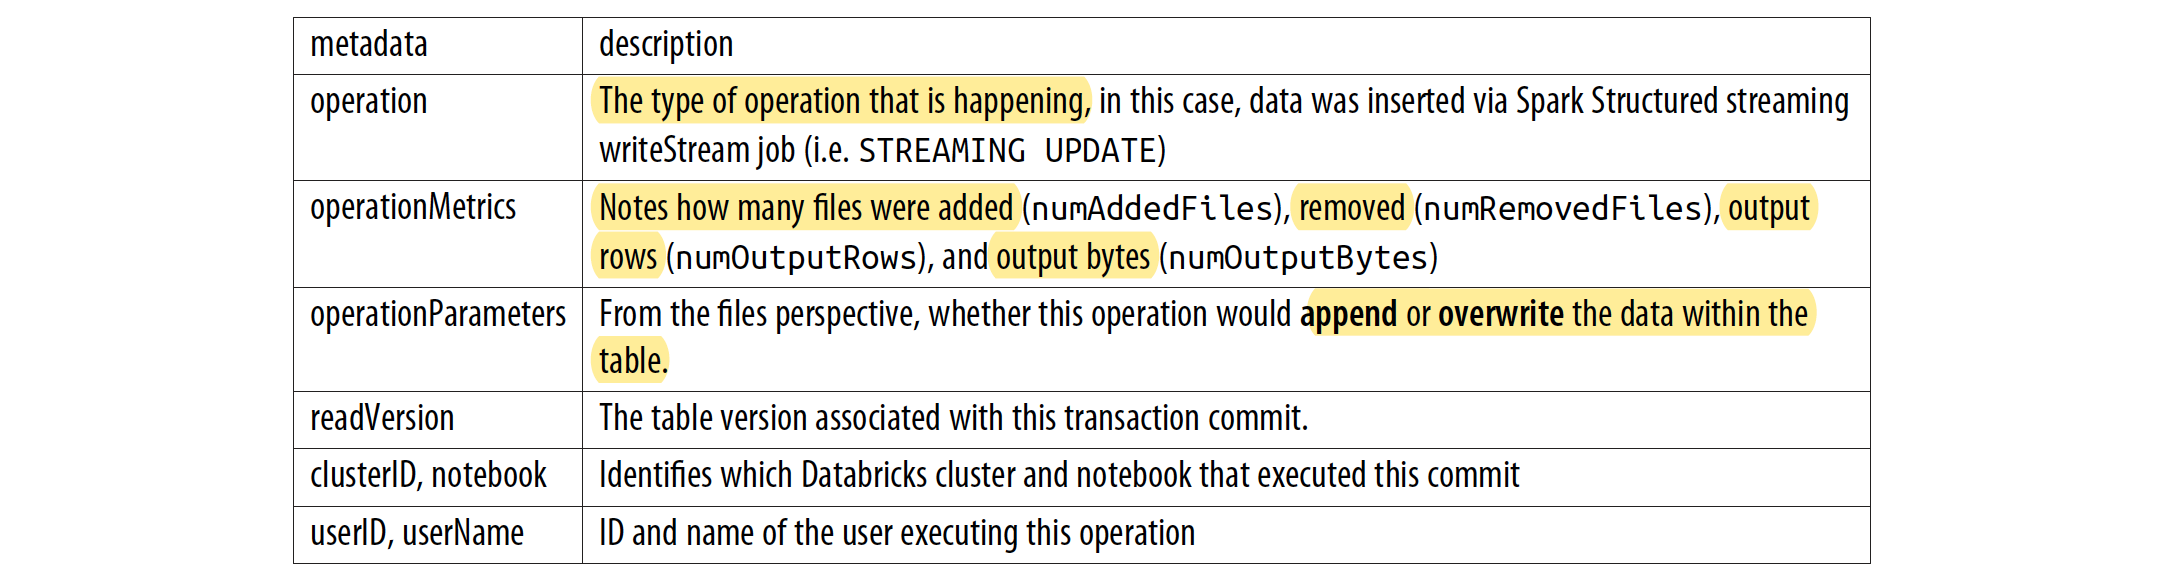 metadata description
operation The type of operation that is happening, in this case, data was inserted via Spark Structured streaming
writeStream job (i.e. STREAMING UPDATE)
operationMetrics Notes how many files were added (numAddedFiles), removed (numRemovedFiles), output
rows (numOutputRows), and output bytes (numOutputBytes)
operationParameters From the files perspective, whether this operation would append or overwrite the data within the
table.
readVersion The table version associated with this transaction commit.
clusterID, notebook Identifies which Databricks cluster and notebook that executed this commit
userID, userName ID and name of the user executing this operation